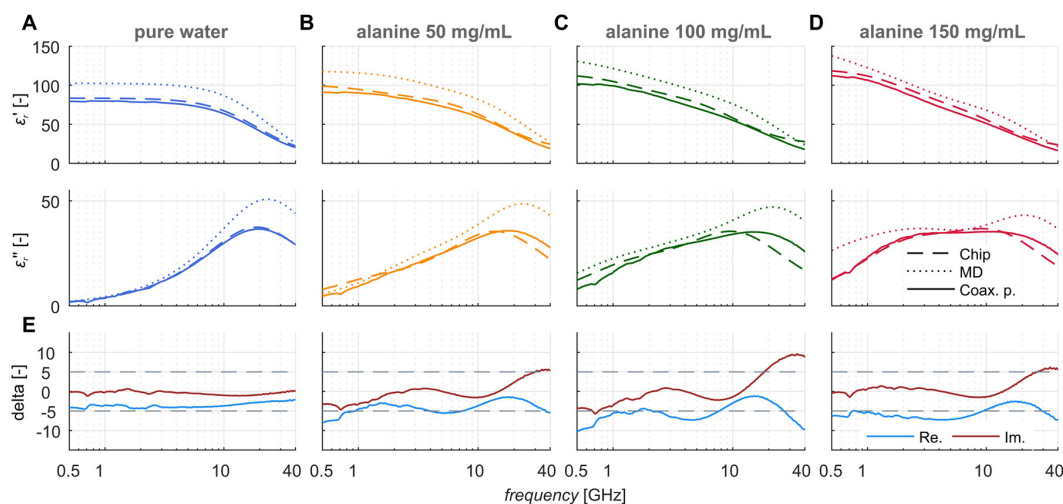 A pure water B alanine 50 mg/mL C alanine 100 mg/mL D alanine 150 mg/mL
150
100
50
0
εr' [-]
50
0
εr'' [-]
Chip
MD
Coax. p.
E
10
5
0
-5
-10
delta [-]
Re. Im.
0.5 1 10 40 0.5 1 10 40 0.5 1 10 40 0.5 1 10 40
frequency [GHz]